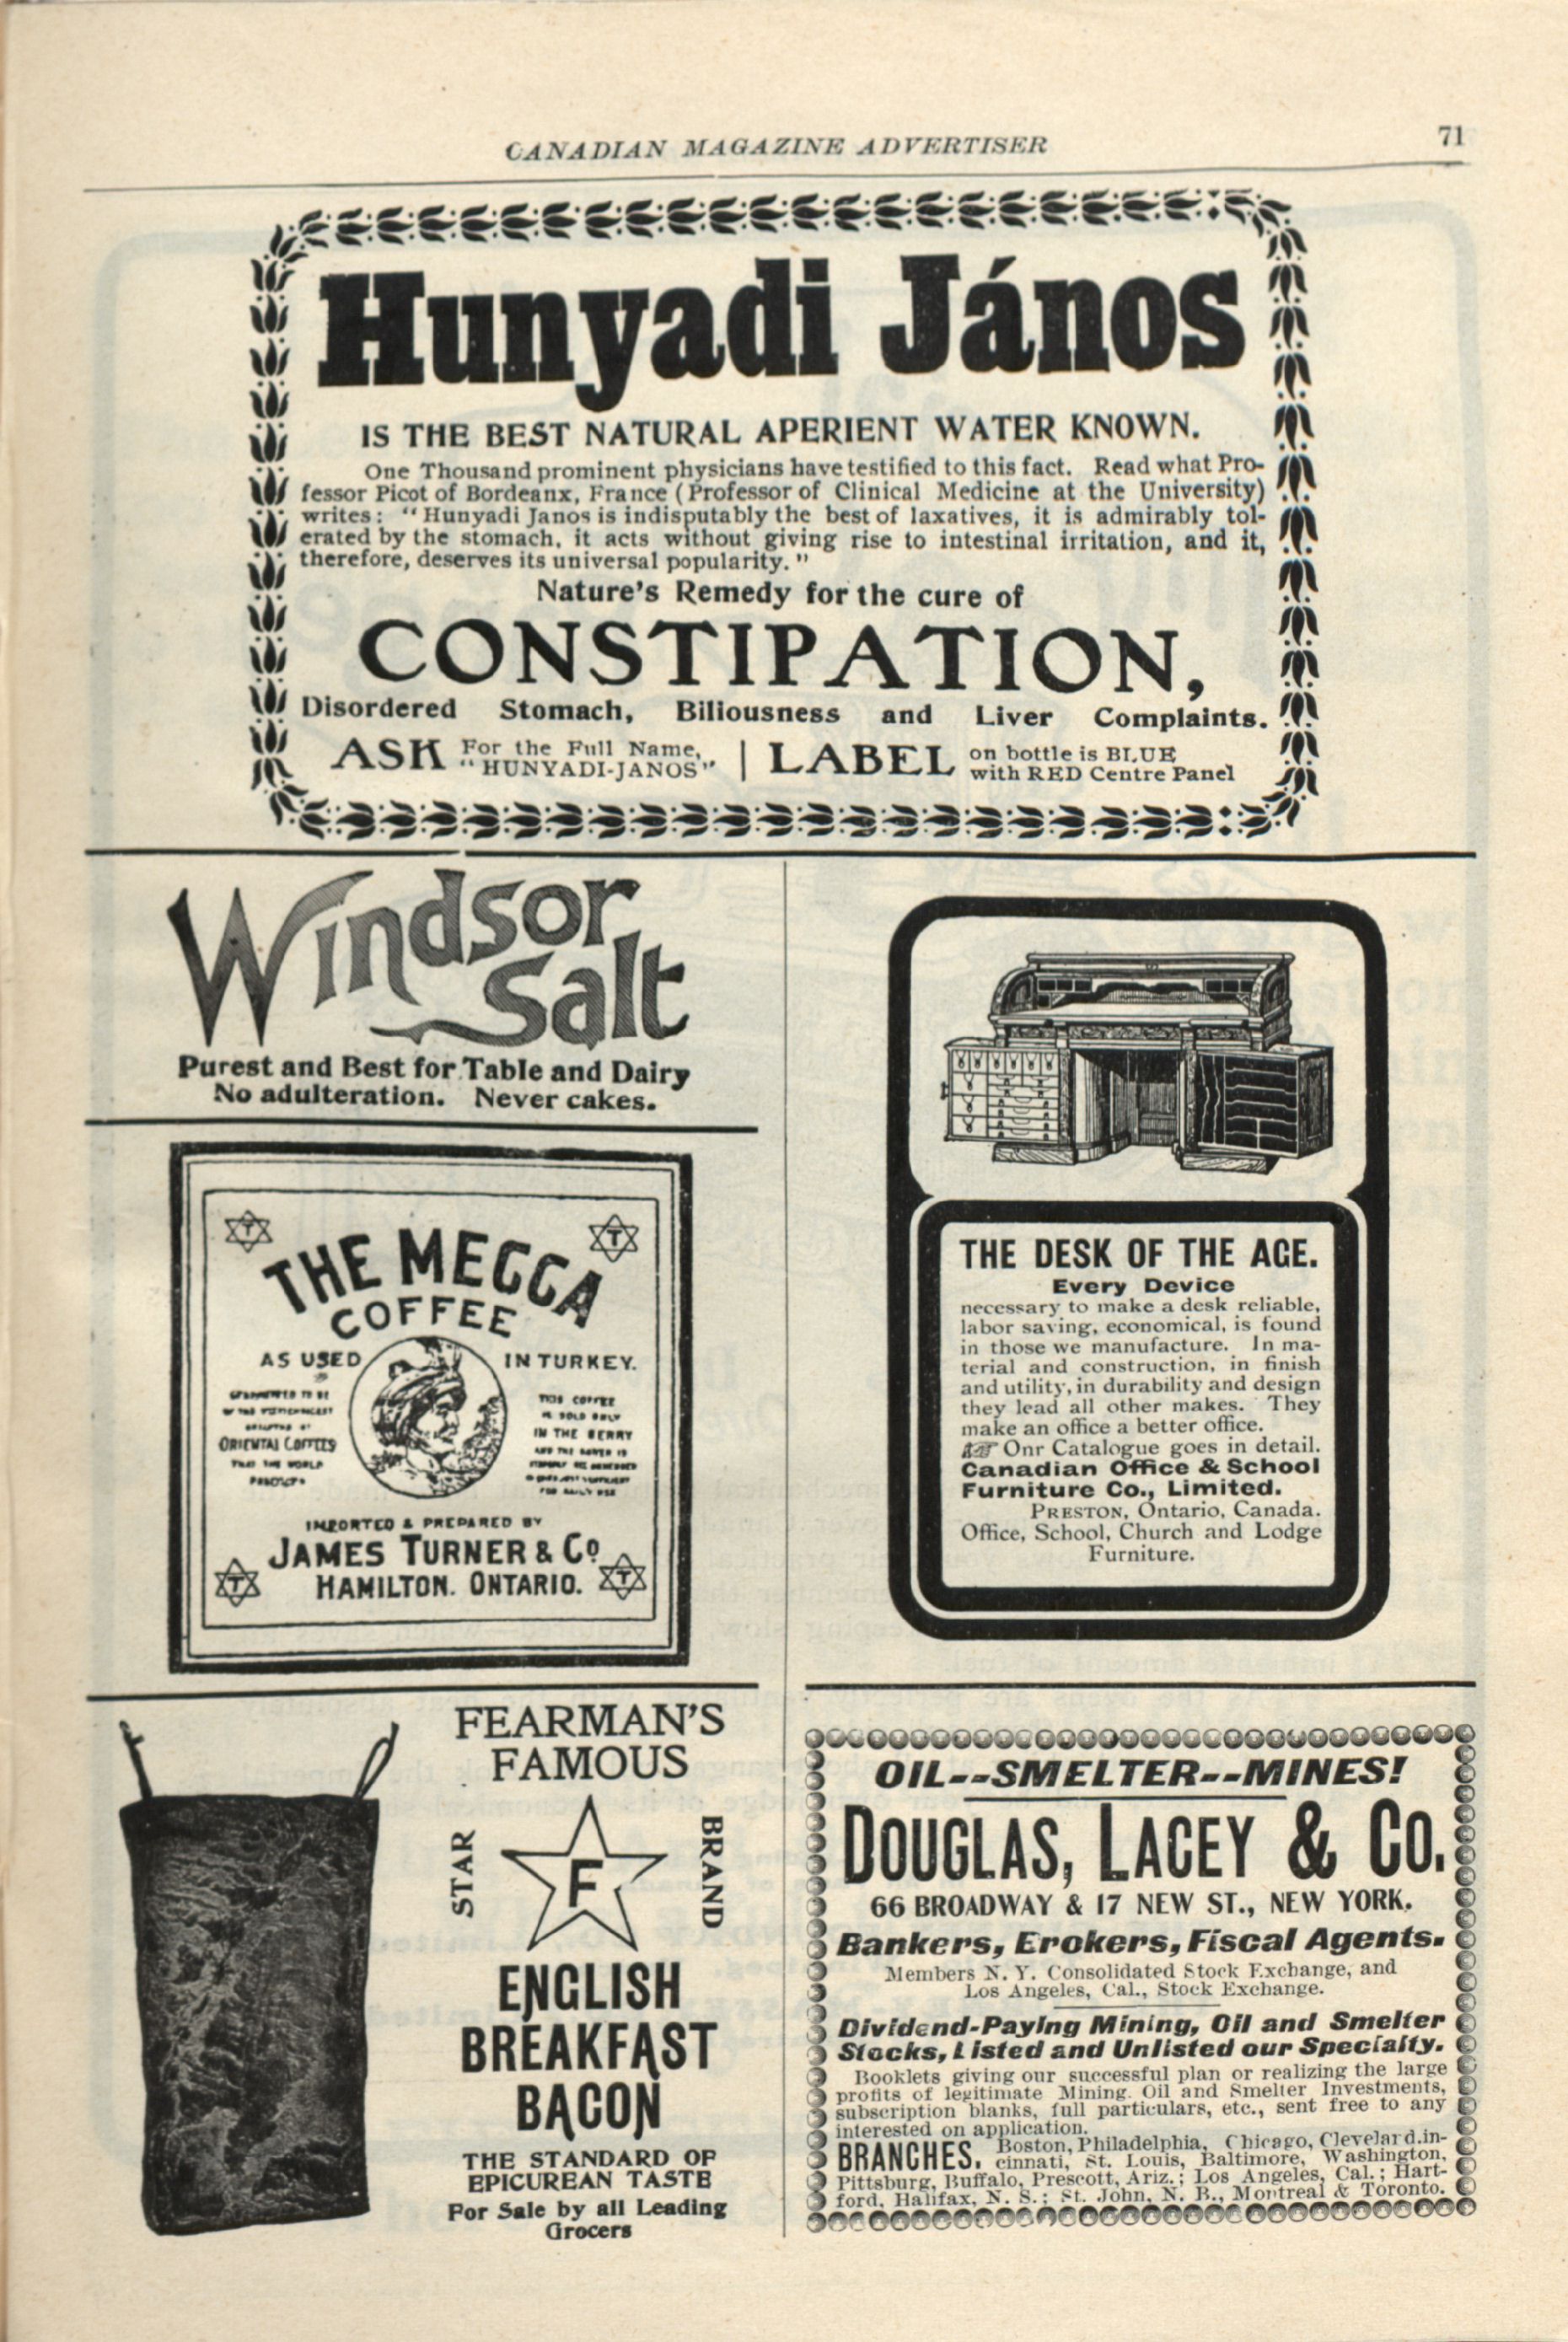 CANADIAN MAGAZINE ADVERTISER
71
Hunyadi János
IS THE BEST NATURAL APERIENT WATER KNOWN.
One Thousand prominent physicians have testified to this fact. Read what Pro-
fessor Picot of Bordeanx, France (Professor of Clinical Medicine at the University)
writes: "Hunyadi Janos is indisputably the best of laxatives, it is admirably tol-
erated by the stomach, it acts without giving rise to intestinal irritation, and it,
therefore, deserves its universal popularity."
Nature's Remedy for the cure of
CONSTIPATION,
Disordered Stomach, Biliousness and Liver Complaints.
ASK For the Full Name, "HUNYADI-JANOS" | LABEL on bottle is BLUE with RED Centre Panel
Windsor
Salt
Purest and Best for Table and Dairy
No adulteration. Never cakes.
T T
THE MECCA
COFFEE
AS USED IN TURKEY.
GUARANTEED TO BE
ORIENTAL COFFEES
THAT THE WORLD
PRODUCES
THIS COFFEE
IS SOLD ONLY
IN THE BERRY
FOR DAILY USE
IMPORTED & PREPARED BY
JAMES TURNER & Co
HAMILTON. ONTARIO.
T T
FEARMAN'S
FAMOUS
STAR F BRAND
ENGLISH
BREAKFAST
BACON
THE STANDARD OF
EPICUREAN TASTE
For Sale by all Leading
Grocers
THE DESK OF THE AGE.
Every Device
necessary to make a desk reliable,
labor saving, economical, is found
in those we manufacture. In ma-
terial and construction, in finish
and utility, in durability and design
they lead all other makes. They
make an office a better office.
Onr Catalogue goes in detail.
Canadian Office & School
Furniture Co., Limited.
PRESTON, Ontario, Canada.
Office, School, Church and Lodge
Furniture.
OIL--SMELTER--MINES!
DOUGLAS, LACEY & CO.
66 BROADWAY & 17 NEW ST., NEW YORK.
Bankers, Erokers, Fiscal Agents.
Members N. Y. Consolidated Stock Exchange, and
Los Angeles, Cal., Stock Exchange.
Dividend-Paying Mining, Oil and Smelter
Stocks, Listed and Unlisted our Specialty.
Booklets giving our successful plan or realizing the large
profits of legitimate Mining. Oil and Smelter Investments,
subscription blanks, full particulars, etc., sent free to any
interested on application.
BRANCHES. Boston, Philadelphia, Chicago, Clevelard.in-
cinnati, St. Louis, Baltimore, Washington,
Pittsburg, Buffalo, Prescott, Ariz.; Los Angeles, Cal.; Hart-
ford, Halifax, N. S.; St. John, N. B., Montreal & Toronto.